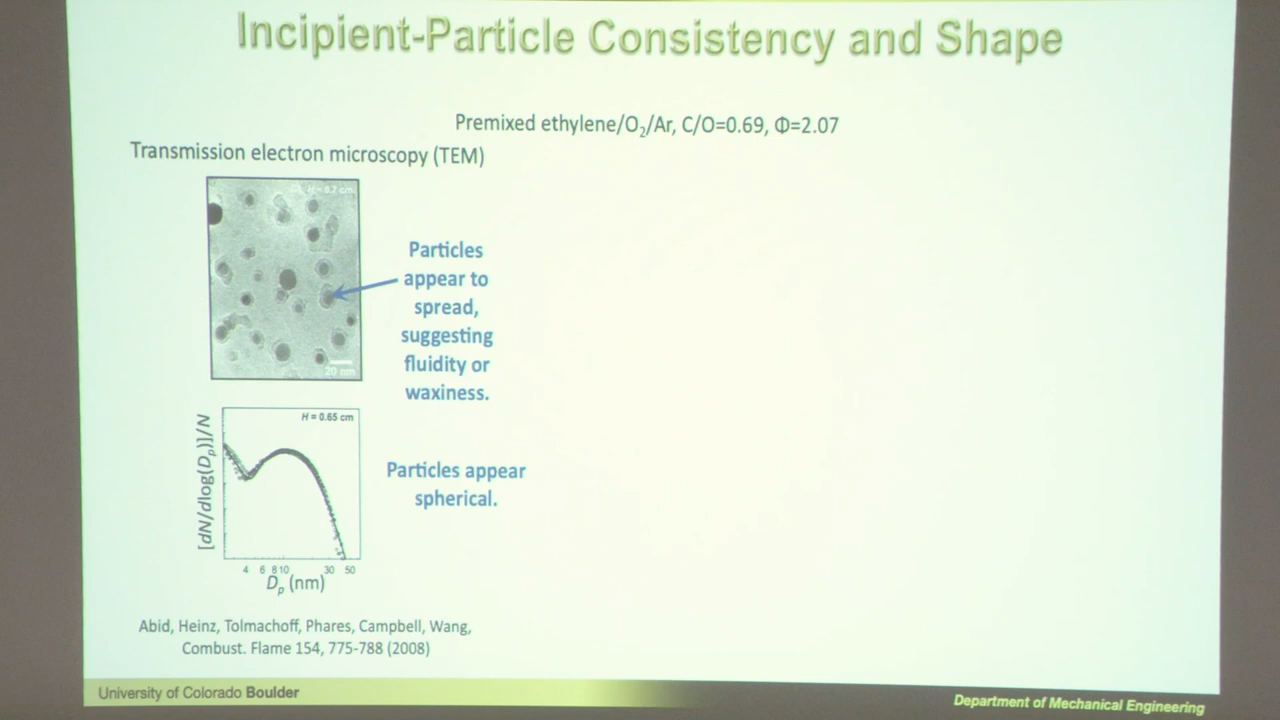 Incipient-Particle Consistency and Shape
Premixed ethylene/O₂/Ar, C/O=0.69, Φ=2.07
Transmission electron microscopy (TEM)
H = 0.7 cm
20 nm
Particles
appear to
spread,
suggesting
fluidity or
waxiness.
H = 0.65 cm
[dN/dlog(Dₚ)]/N
4 6 8 10 30 50
Dₚ (nm)
Particles appear
spherical.
Abid, Heinz, Tolmachoff, Phares, Campbell, Wang,
Combust. Flame 154, 775-788 (2008)
University of Colorado Boulder
Department of Mechanical Engineering